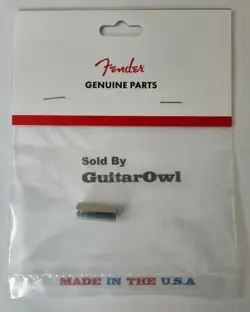 Fender
GENUINE PARTS
Sold By
GuitarOwl
MADE IN THE U.S.A